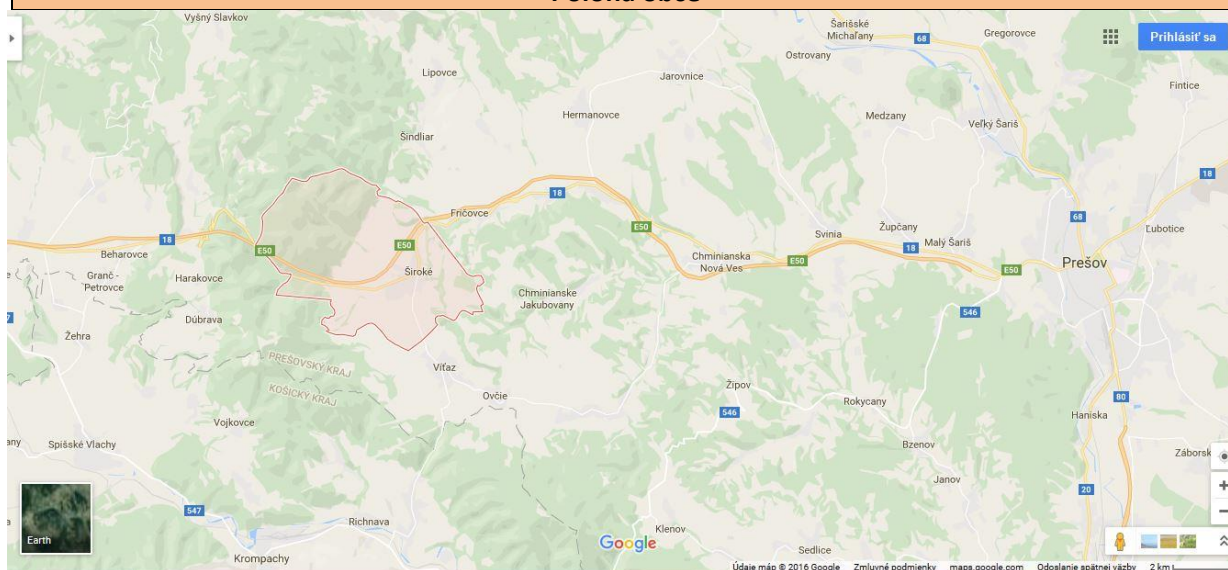 Vyšný Slavkov
Šarišské Michaľany
68
Gregorovce
Prihlásiť sa
Ostrovany
Lipovce
Jarovnice
Fintice
Hermanovce
Medzany
Veľký Šariš
Šindliar
18
18
Fričovce
68
E50
Svinia
Župčany
Ľubotice
18
E50
E50
Malý Šariš
18
Beharovce
Chminianska Nová Ves
E50
Prešov
E50
Granč - Petrovce
Harakovce
Široké
Chminianske Jakubovany
546
Dúbrava
Žehra
PREŠOVSKÝ KRAJ
Víťaz
KOŠICKÝ KRAJ
Ovčie
Žipov
Rokycany
80
546
Haniska
Vojkovce
Spišské Vlachy
Bzenov
Janov
20
547
Richnava
Klenov
Earth
Google
Krompachy
Sedlice
Údaje máp © 2016 Google Zmluvné podmienky maps.google.com Odoslanie spätnej väzby 2 km